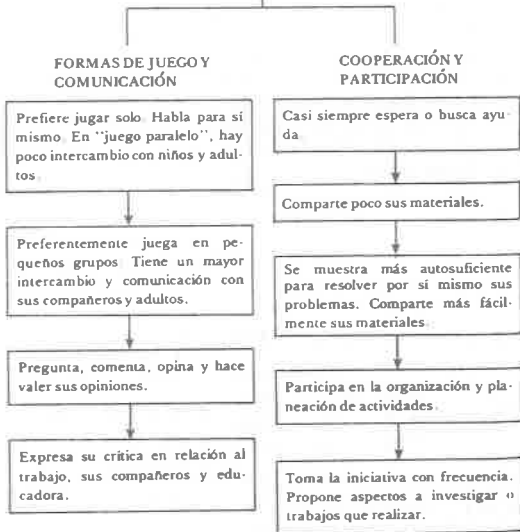 FORMAS DE JUEGO Y
COMUNICACIÓN
Prefiere jugar solo. Habla para sí
mismo. En "juego paralelo", hay
poco intercambio con niños y adul-
tos.
Preferentemente juega en pe-
queños grupos. Tiene un mayor
intercambio y comunicación con
sus compañeros y adultos.
Pregunta, comenta, opina y hace
valer sus opiniones.
Expresa su crítica en relación al
trabajo, sus compañeros y edu-
cadora.
COOPERACIÓN Y
PARTICIPACIÓN
Casi siempre espera o busca ayu-
da.
Comparte poco sus materiales.
Se muestra más autosuficiente
para resolver por sí mismo sus
problemas. Comparte más fácil-
mente sus materiales.
Participa en la organización y pla-
neación de actividades.
Toma la iniciativa con frecuencia.
Propone aspectos a investigar o
trabajos que realizar.